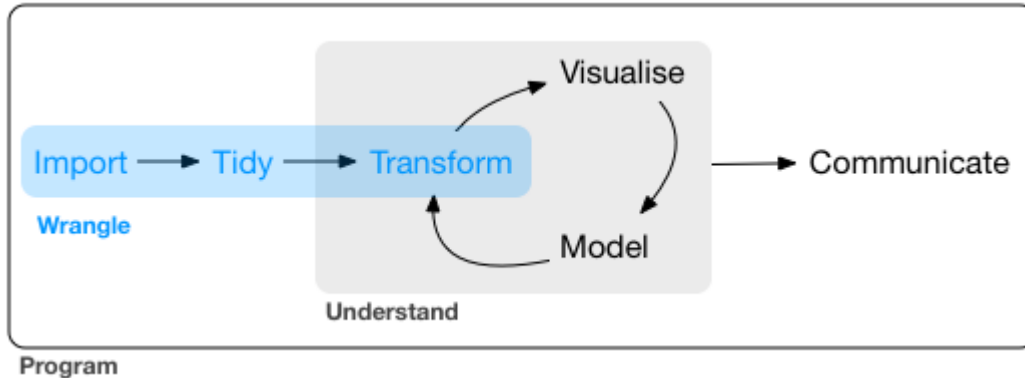 Visualise
Import Tidy Transform Communicate
Wrangle
Model
Understand
Program